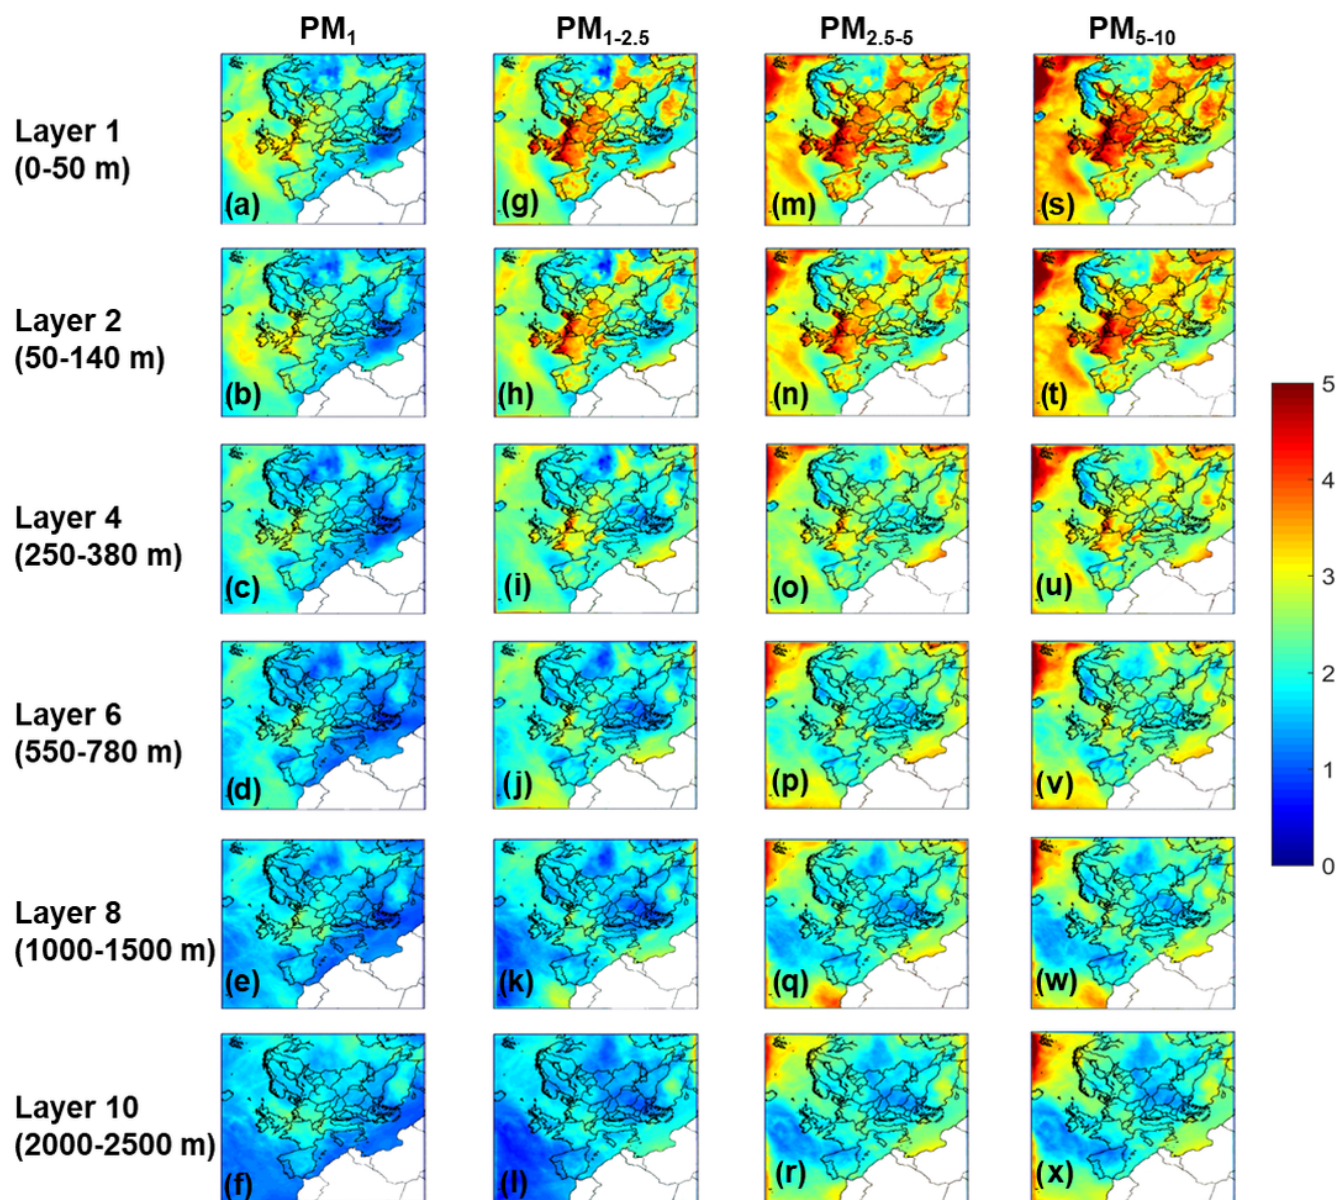 PM₁ PM₁₋₂.₅ PM₂.₅₋₅ PM₅₋₁₀
Layer 1
(0-50 m)
(a) (g) (m) (s)
Layer 2
(50-140 m)
(b) (h) (n) (t)
5
4
3
2
1
0
Layer 4
(250-380 m)
(c) (i) (o) (u)
Layer 6
(550-780 m)
(d) (j) (p) (v)
Layer 8
(1000-1500 m)
(e) (k) (q) (w)
Layer 10
(2000-2500 m)
(f) (l) (r) (x)